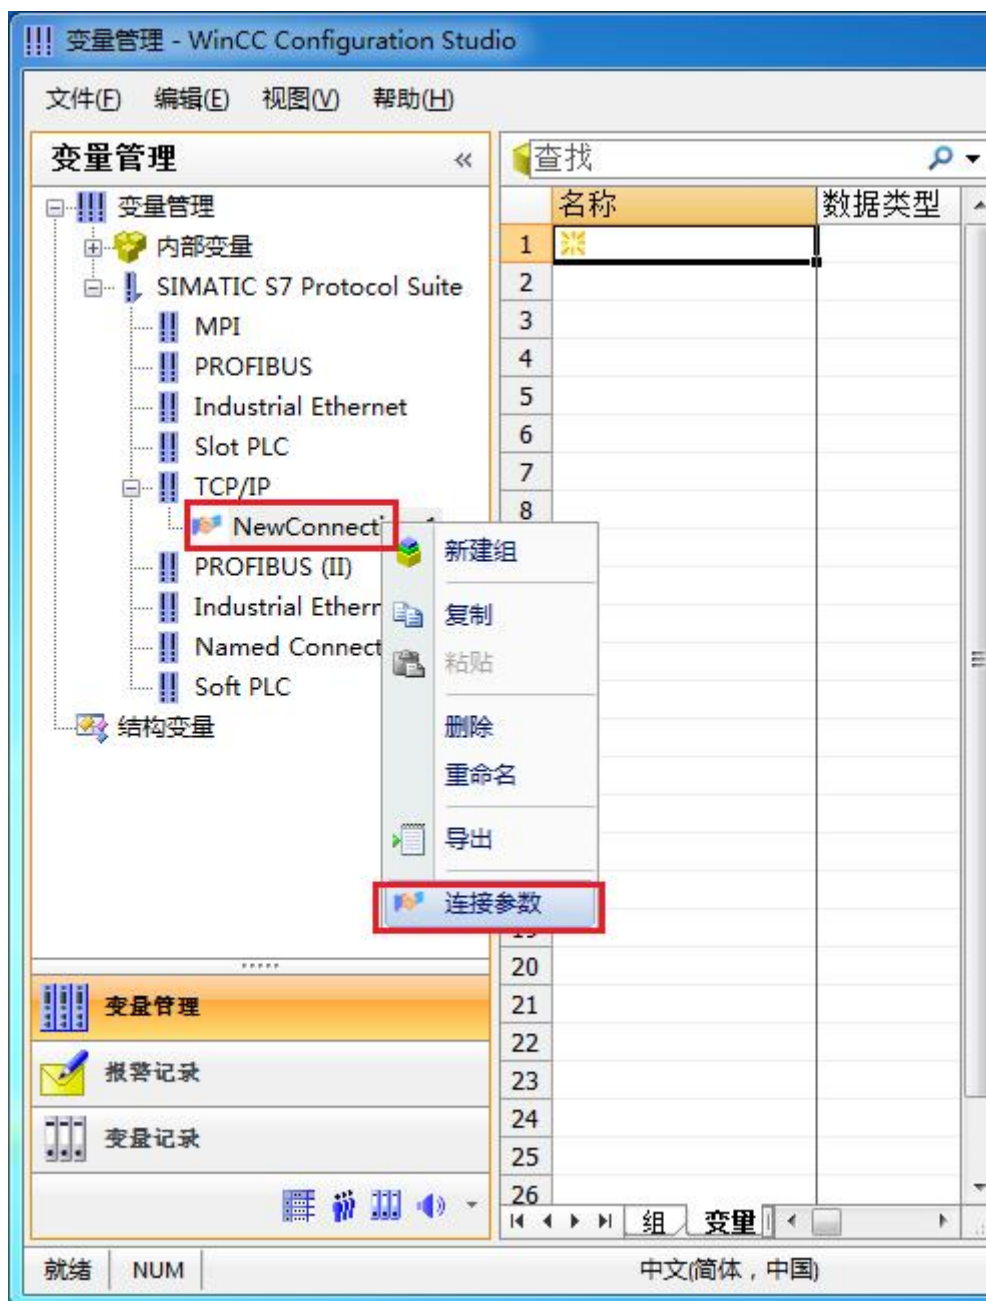 变量管理 - WinCC Configuration Studio
文件(F) 编辑(E) 视图(V) 帮助(H)
变量管理 «
查找
变量管理
内部变量
SIMATIC S7 Protocol Suite
MPI
PROFIBUS
Industrial Ethernet
Slot PLC
TCP/IP
NewConnecti
PROFIBUS (II)
Industrial Ether
Named Connect
Soft PLC
结构变量
名称 数据类型
1
2
3
4
5
6
7
8
新建组
复制
粘贴
删除
重命名
导出
连接参数
19
20
21
22
23
24
25
26
变量管理
报警记录
变量记录
组 变量
就绪 NUM 中文(简体，中国)